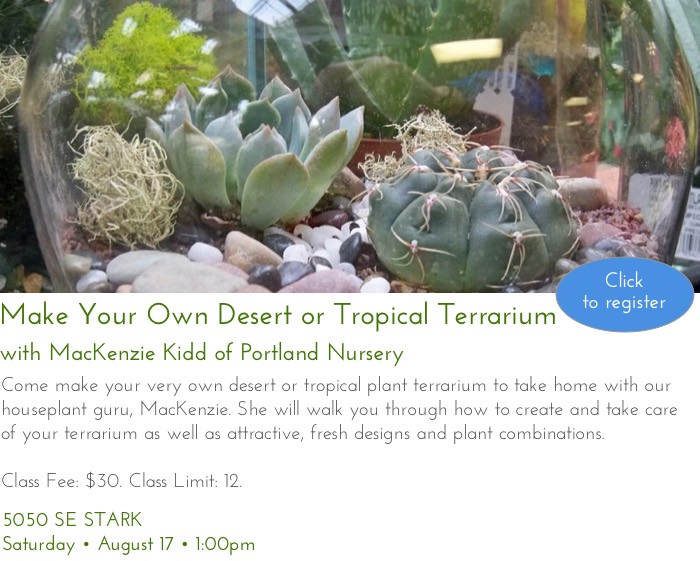 Click
to register
Make Your Own Desert or Tropical Terrarium
with MacKenzie Kidd of Portland Nursery
Come make your very own desert or tropical plant terrarium to take home with our
houseplant guru, MacKenzie. She will walk you through how to create and take care
of your terrarium as well as attractive, fresh designs and plant combinations.
Class Fee: $30. Class Limit: 12.
5050 SE STARK
Saturday • August 17 • 1:00pm